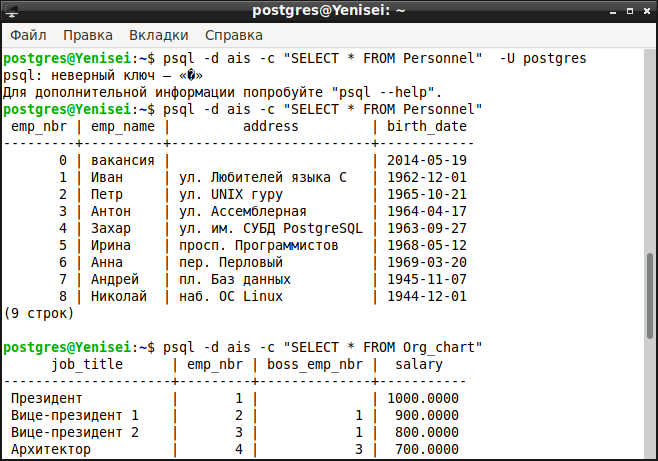 postgres@Yenisei: ~
Файл Правка Вкладки Справка
postgres@Yenisei:~$ psql -d ais -c "SELECT * FROM Personnel"  -U postgres
psql: неверный ключ — «�»
Для дополнительной информации попробуйте "psql --help".
postgres@Yenisei:~$ psql -d ais -c "SELECT * FROM Personnel"
 emp_nbr | emp_name |         address         | birth_date
---------+----------+-------------------------+------------
       0 | вакансия |                         | 2014-05-19
       1 | Иван     | ул. Любителей языка C   | 1962-12-01
       2 | Петр     | ул. UNIX гуру           | 1965-10-21
       3 | Антон    | ул. Ассемблерная        | 1964-04-17
       4 | Захар    | ул. им. СУБД PostgreSQL | 1963-09-27
       5 | Ирина    | просп. Программистов    | 1968-05-12
       6 | Анна     | пер. Перловый           | 1969-03-20
       7 | Андрей   | пл. Баз данных          | 1945-11-07
       8 | Николай  | наб. ОС Linux           | 1944-12-01
(9 строк)
postgres@Yenisei:~$ psql -d ais -c "SELECT * FROM Org_chart"
      job_title      | emp_nbr | boss_emp_nbr |  salary
---------------------+---------+--------------+-----------
 Президент           |       1 |              | 1000.0000
 Вице-президент 1    |       2 |            1 |  900.0000
 Вице-президент 2    |       3 |            1 |  800.0000
 Архитектор          |       4 |            3 |  700.0000